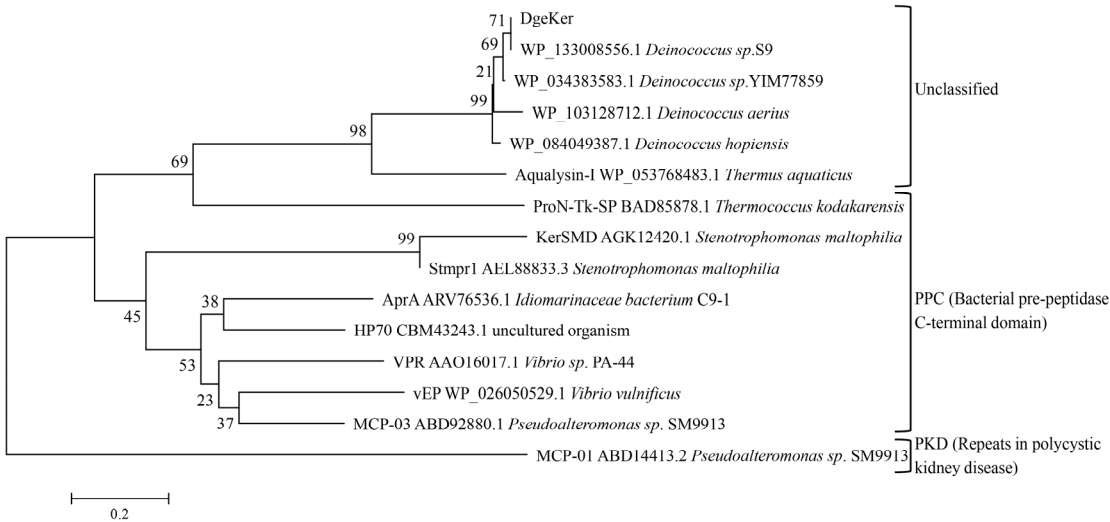 71 DgeKer
69 WP_133008556.1 Deinococcus sp.S9
21 WP_034383583.1 Deinococcus sp.YIM77859
99 WP_103128712.1 Deinococcus aerius
98 WP_084049387.1 Deinococcus hopiensis
69 Aqualysin-I WP_053768483.1 Thermus aquaticus
Unclassified
ProN-Tk-SP BAD85878.1 Thermococcus kodakarensis
99 KerSMD AGK12420.1 Stenotrophomonas maltophilia
Stmpr1 AEL88833.3 Stenotrophomonas maltophilia
45
38 AprA ARV76536.1 Idiomarinaceae bacterium C9-1
HP70 CBM43243.1 uncultured organism
53 VPR AAO16017.1 Vibrio sp. PA-44
23 vEP WP_026050529.1 Vibrio vulnificus
37 MCP-03 ABD92880.1 Pseudoalteromonas sp. SM9913
PPC (Bacterial pre-peptidase
C-terminal domain)
MCP-01 ABD14413.2 Pseudoalteromonas sp. SM9913
PKD (Repeats in polycystic
kidney disease)
0.2